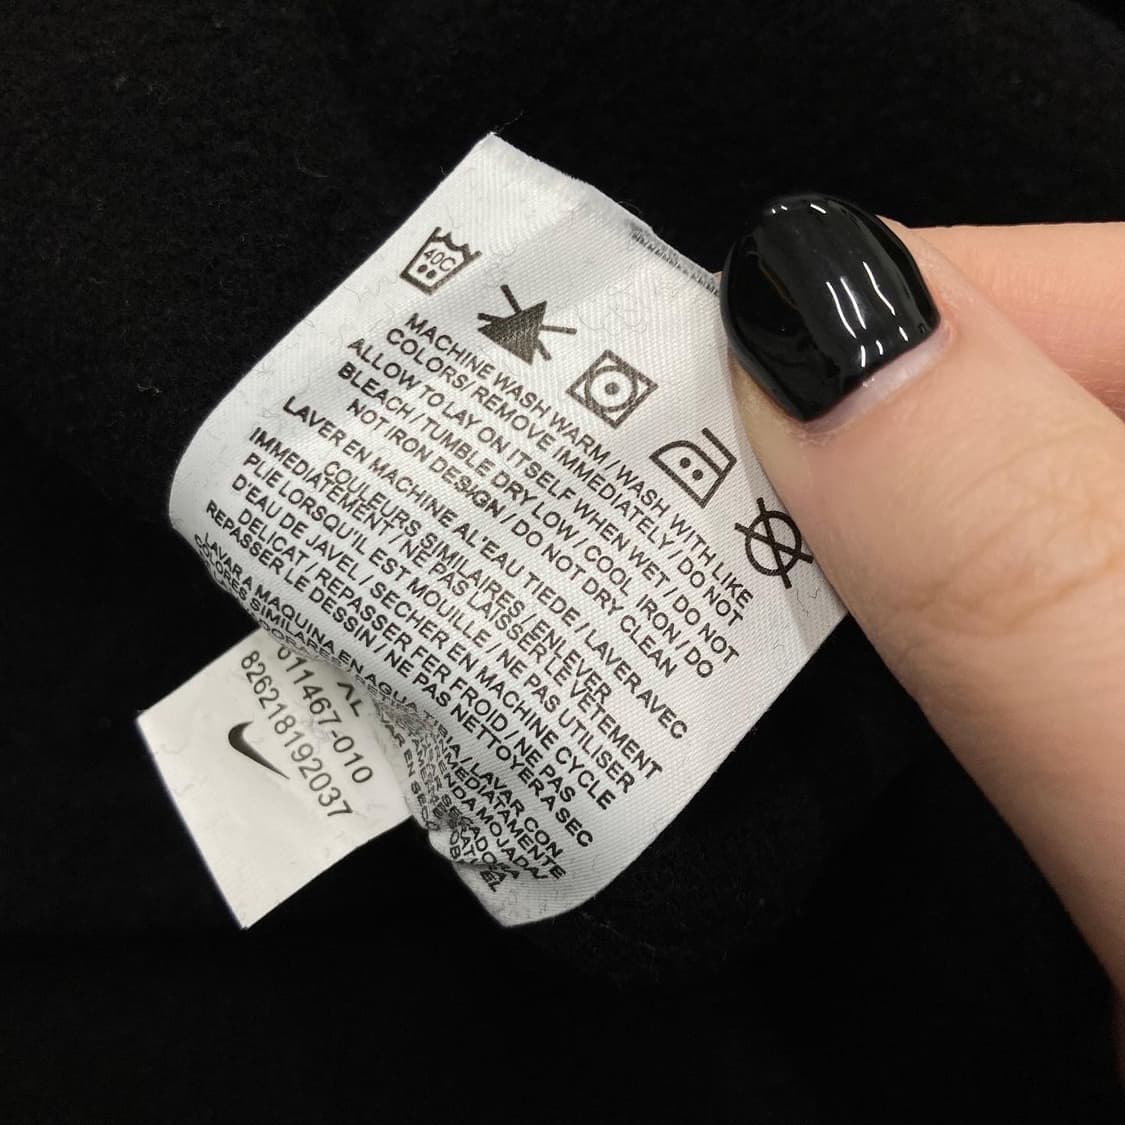 40C
MACHINE WASH WARM / WASH WITH LIKE
COLORS/ REMOVE IMMEDIATELY / DO NOT
ALLOW TO LAY ON ITSELF WHEN WET / DO NOT
BLEACH / TUMBLE DRY LOW / COOL IRON / DO
NOT IRON DESIGN / DO NOT DRY CLEAN
LAVER EN MACHINE AL'EAU TIEDE / LAVER AVEC
COULEURS SIMILAIRES / ENLEVER
IMMEDIATEMENT / NE PAS LAISSER LEVETEMENT
PLIE LORSQU'IL EST MOUILLE / NE PAS UTILISER
D'EAU DE JAVEL / SECHER EN MACHINE CYCLE
DELICAT / REPASSER FER FROID / NE PAS
REPASSER LE DESSIN / NE PAS NETTOYER A SEC
LAVAR A MAQUINA EN AGUA / LAVAR CON
COLORES SIMILARES
XL
611467-010
826218192037